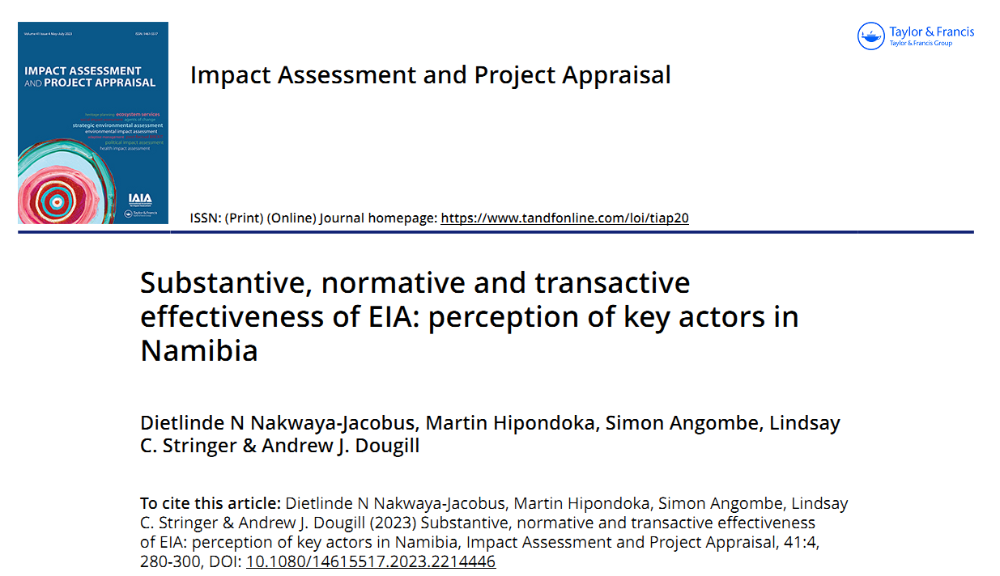 Volume 41 Issue 4 May-July 2023 ISSN: 1461-5517
IMPACT ASSESSMENT
AND PROJECT APPRAISAL
heritage planning ecosystem services
agents of change
strategic environmental assessment
environmental impact assessment
adaptive management
political impact assessment
health impact assessment
IAIA
Taylor & Francis
Taylor & Francis
Taylor & Francis Group
Impact Assessment and Project Appraisal
ISSN: (Print) (Online) Journal homepage: https://www.tandfonline.com/loi/tiap20
Substantive, normative and transactive
effectiveness of EIA: perception of key actors in
Namibia
Dietlinde N Nakwaya-Jacobus, Martin Hipondoka, Simon Angombe, Lindsay
C. Stringer & Andrew J. Dougill
To cite this article: Dietlinde N Nakwaya-Jacobus, Martin Hipondoka, Simon Angombe, Lindsay
C. Stringer & Andrew J. Dougill (2023) Substantive, normative and transactive effectiveness
of EIA: perception of key actors in Namibia, Impact Assessment and Project Appraisal, 41:4,
280-300, DOI: 10.1080/14615517.2023.2214446